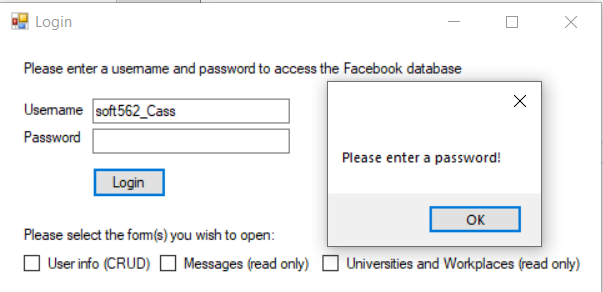 Login
Please enter a username and password to access the Facebook database
Username soft562_Cass
Password
Please enter a password!
Login
OK
Please select the form(s) you wish to open:
User info (CRUD) Messages (read only) Universities and Workplaces (read only)